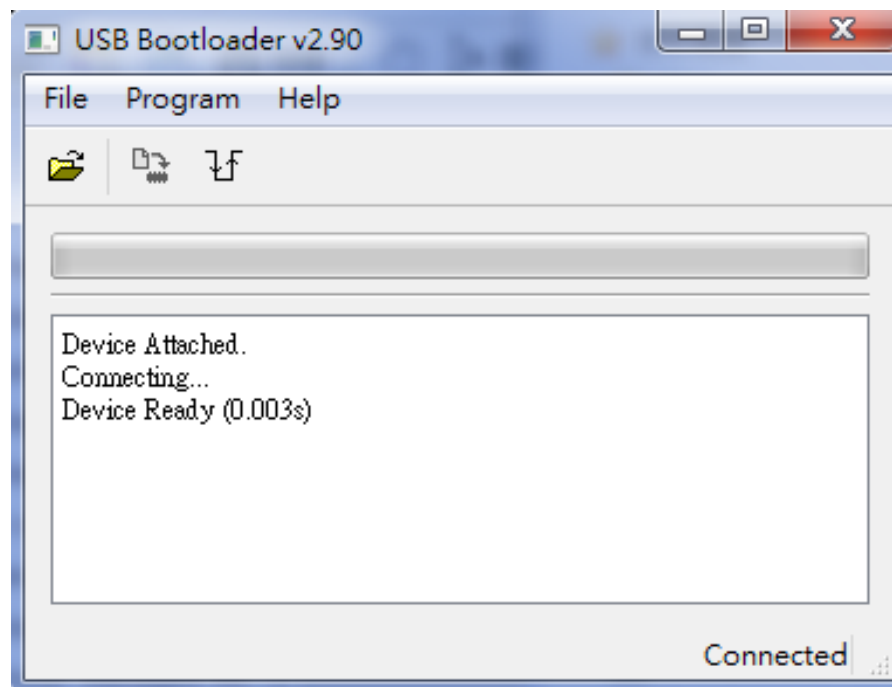 USB Bootloader v2.90
File Program Help
Device Attached.
Connecting...
Device Ready (0.003s)
Connected